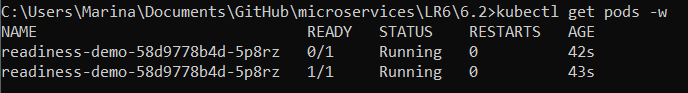 C:\Users\Marina\Documents\GitHub\microservices\LR6\6.2>kubectl get pods -w
NAME READY STATUS RESTARTS AGE
readiness-demo-58d9778b4d-5p8rz 0/1 Running 0 42s
readiness-demo-58d9778b4d-5p8rz 1/1 Running 0 43s